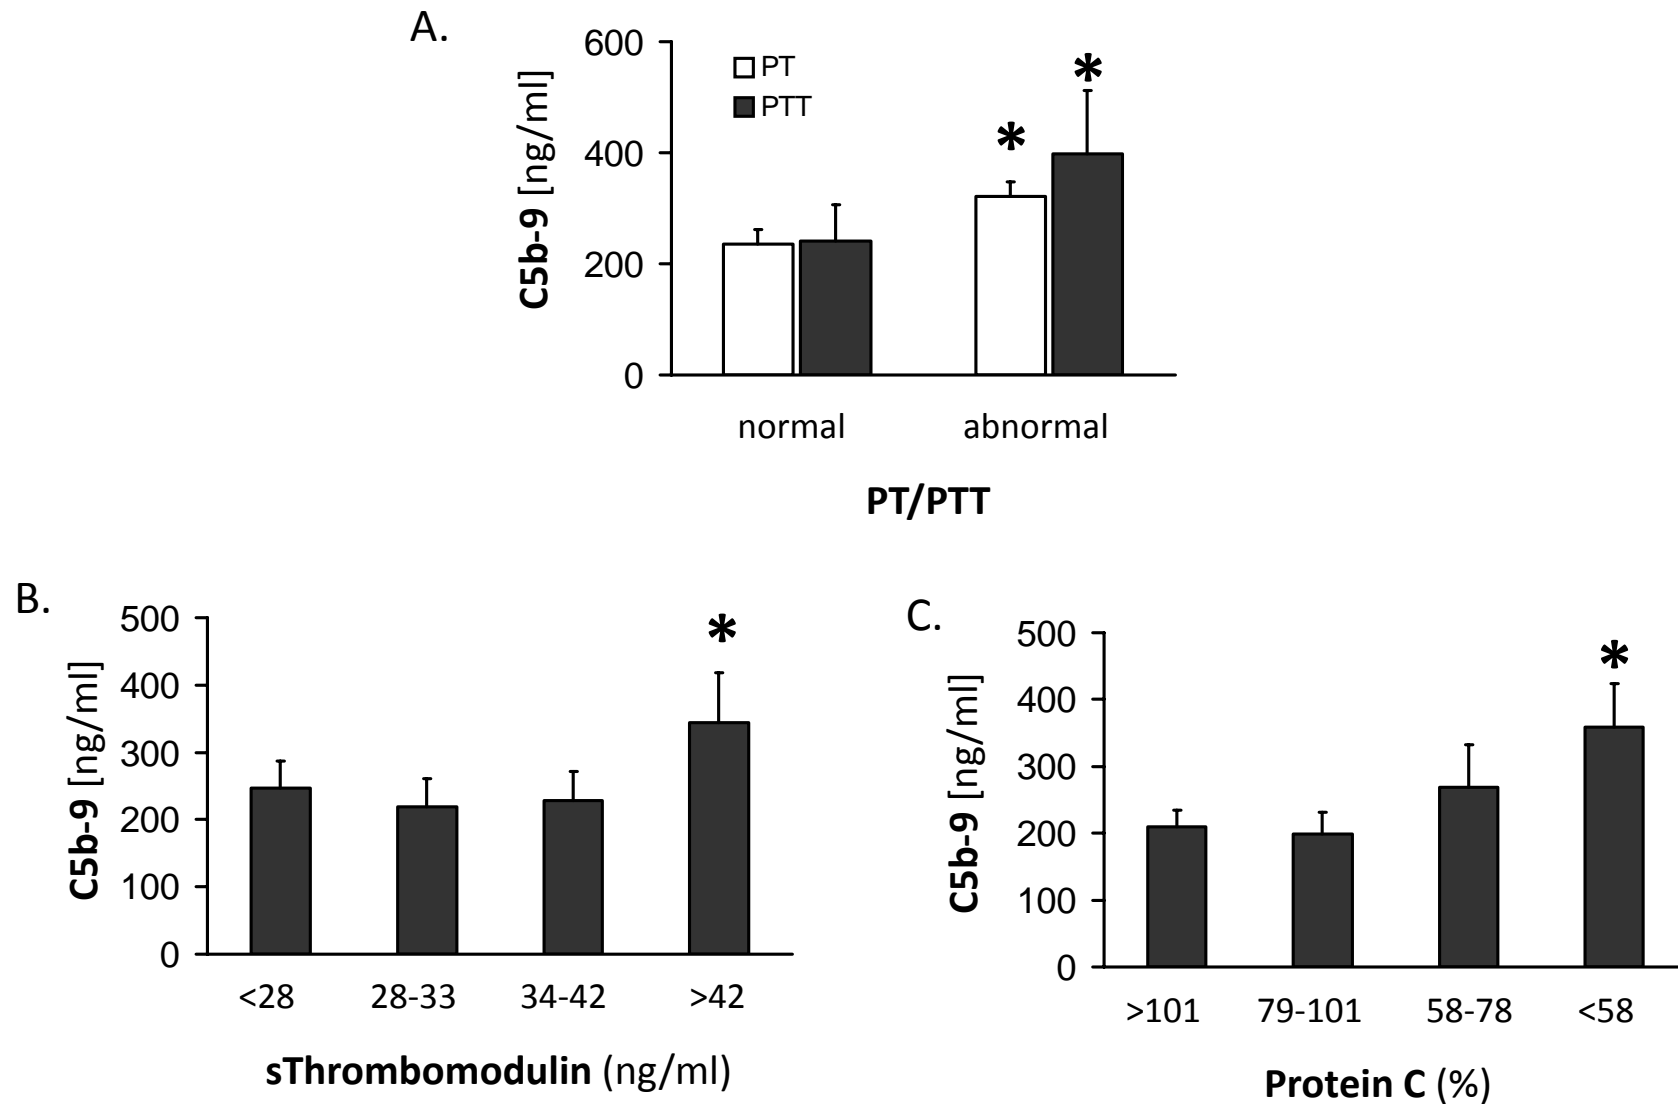 A.
C5b-9 [ng/ml]
600
400
200
0
PT
PTT
*
*
normal abnormal
PT/PTT
B.
C5b-9 [ng/ml]
500
400
300
200
100
0
*
<28 28-33 34-42 >42
sThrombomodulin (ng/ml)
C.
C5b-9 [ng/ml]
500
400
300
200
100
0
*
>101 79-101 58-78 <58
Protein C (%)